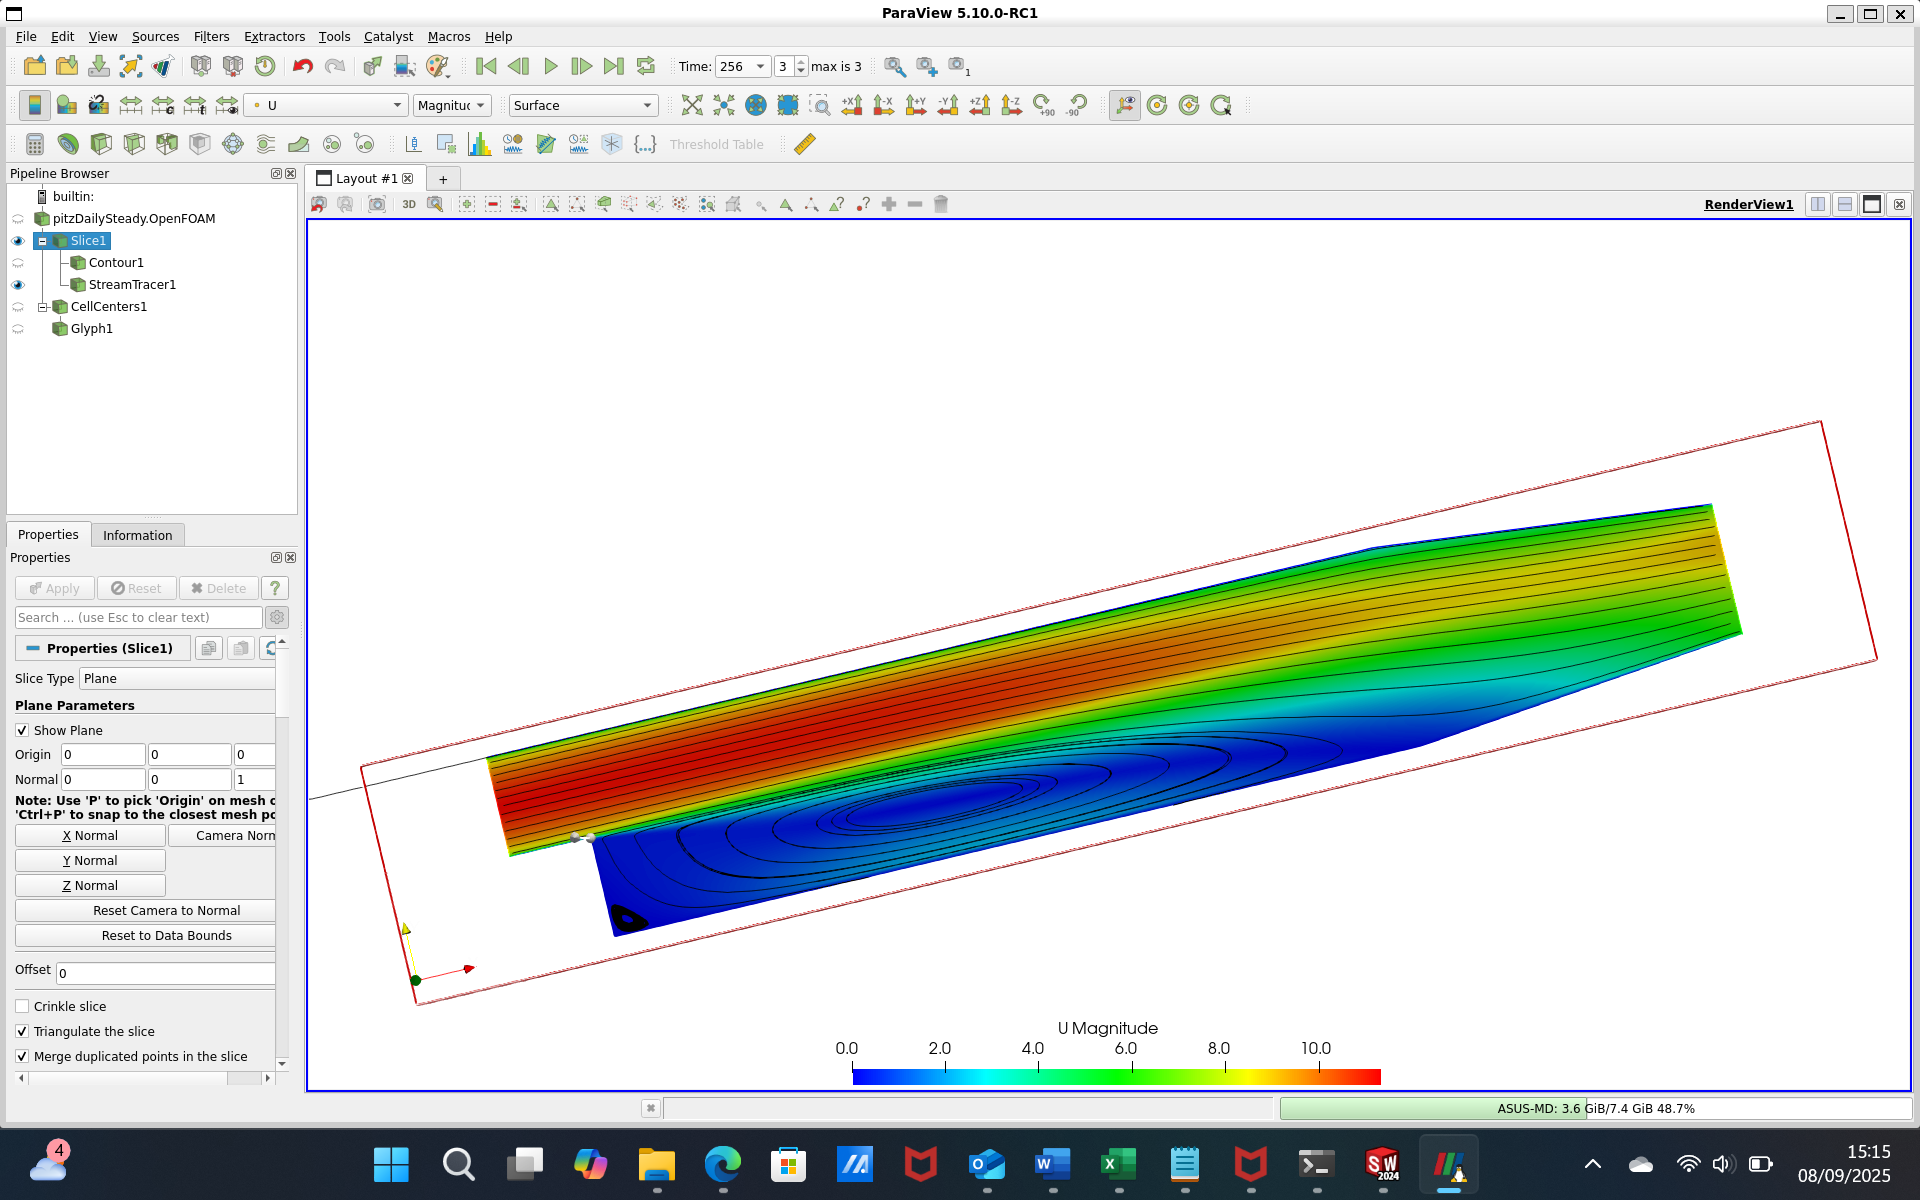 ParaView 5.10.0-RC1
File Edit View Sources Filters Extractors Tools Catalyst Macros Help
Time: 256 3 max is 3
1
U Magnituc Surface +X -X +Y -Y +Z -Z +90 -90
Threshold Table
Pipeline Browser
Layout #1 +
builtin:
3D
RenderView1
pitzDailySteady.OpenFOAM
Slice1
Contour1
StreamTracer1
CellCenters1
Glyph1
Properties Information
Properties
Apply Reset Delete ?
Search ... (use Esc to clear text)
Properties (Slice1)
Slice Type Plane
Plane Parameters
Show Plane
Origin 0 0 0
Normal 0 0 1
Note: Use 'P' to pick 'Origin' on mesh o
'Ctrl+P' to snap to the closest mesh po
X Normal Camera Norn
Y Normal
Z Normal
Reset Camera to Normal
Reset to Data Bounds
Offset 0
Crinkle slice
Triangulate the slice
Merge duplicated points in the slice
U Magnitude
0.0 2.0 4.0 6.0 8.0 10.0
ASUS-MD: 3.6 GiB/7.4 GiB 48.7%
4
SW
2024
15:15
08/09/2025